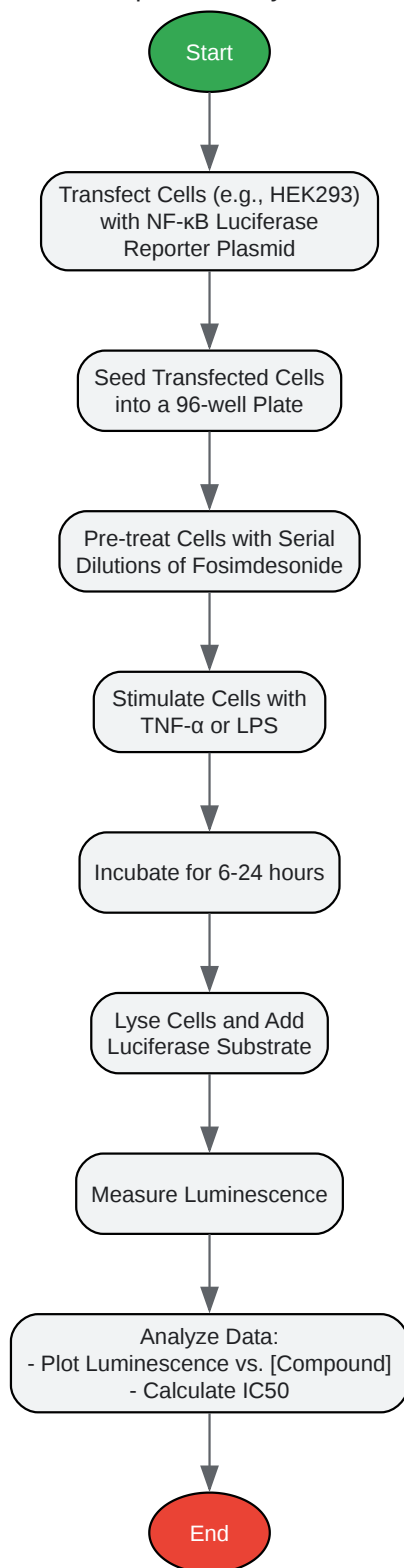 Start
Transfect Cells (e.g., HEK293)
with NF-κB Luciferase
Reporter Plasmid
Seed Transfected Cells
into a 96-well Plate
Pre-treat Cells with Serial
Dilutions of Fosimdesonide
Stimulate Cells with
TNF-α or LPS
Incubate for 6-24 hours
Lyse Cells and Add
Luciferase Substrate
Measure Luminescence
Analyze Data:
- Plot Luminescence vs. [Compound]
- Calculate IC50
End